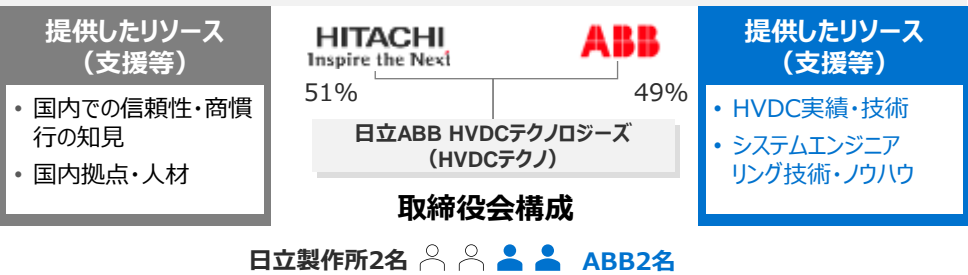 提供したリソース
（支援等）
• 国内での信頼性・商慣
行の知見
• 国内拠点・人材
HITACHI
Inspire the Next
ABB
51%
49%
日立ABB HVDCテクノロジーズ
（HVDCテクノ）
取締役会構成
日立製作所2名
ABB2名
提供したリソース
（支援等）
• HVDC実績・技術
• システムエンジニア
リング技術・ノウハウ